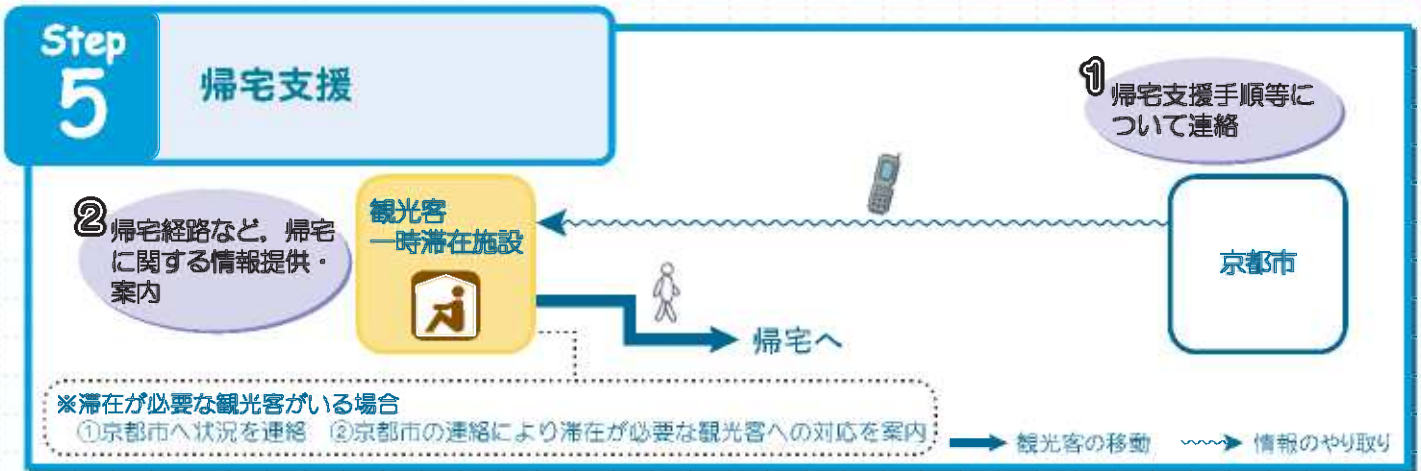 Step
5
帰宅支援
1
帰宅支援手順等に
ついて連絡
2
帰宅経路など，帰宅
に関する情報提供・
案内
観光客
一時滞在施設
京都市
帰宅へ
※滞在が必要な観光客がいる場合
①京都市へ状況を連絡　②京都市の連絡により滞在が必要な観光客への対応を案内
観光客の移動
情報のやり取り